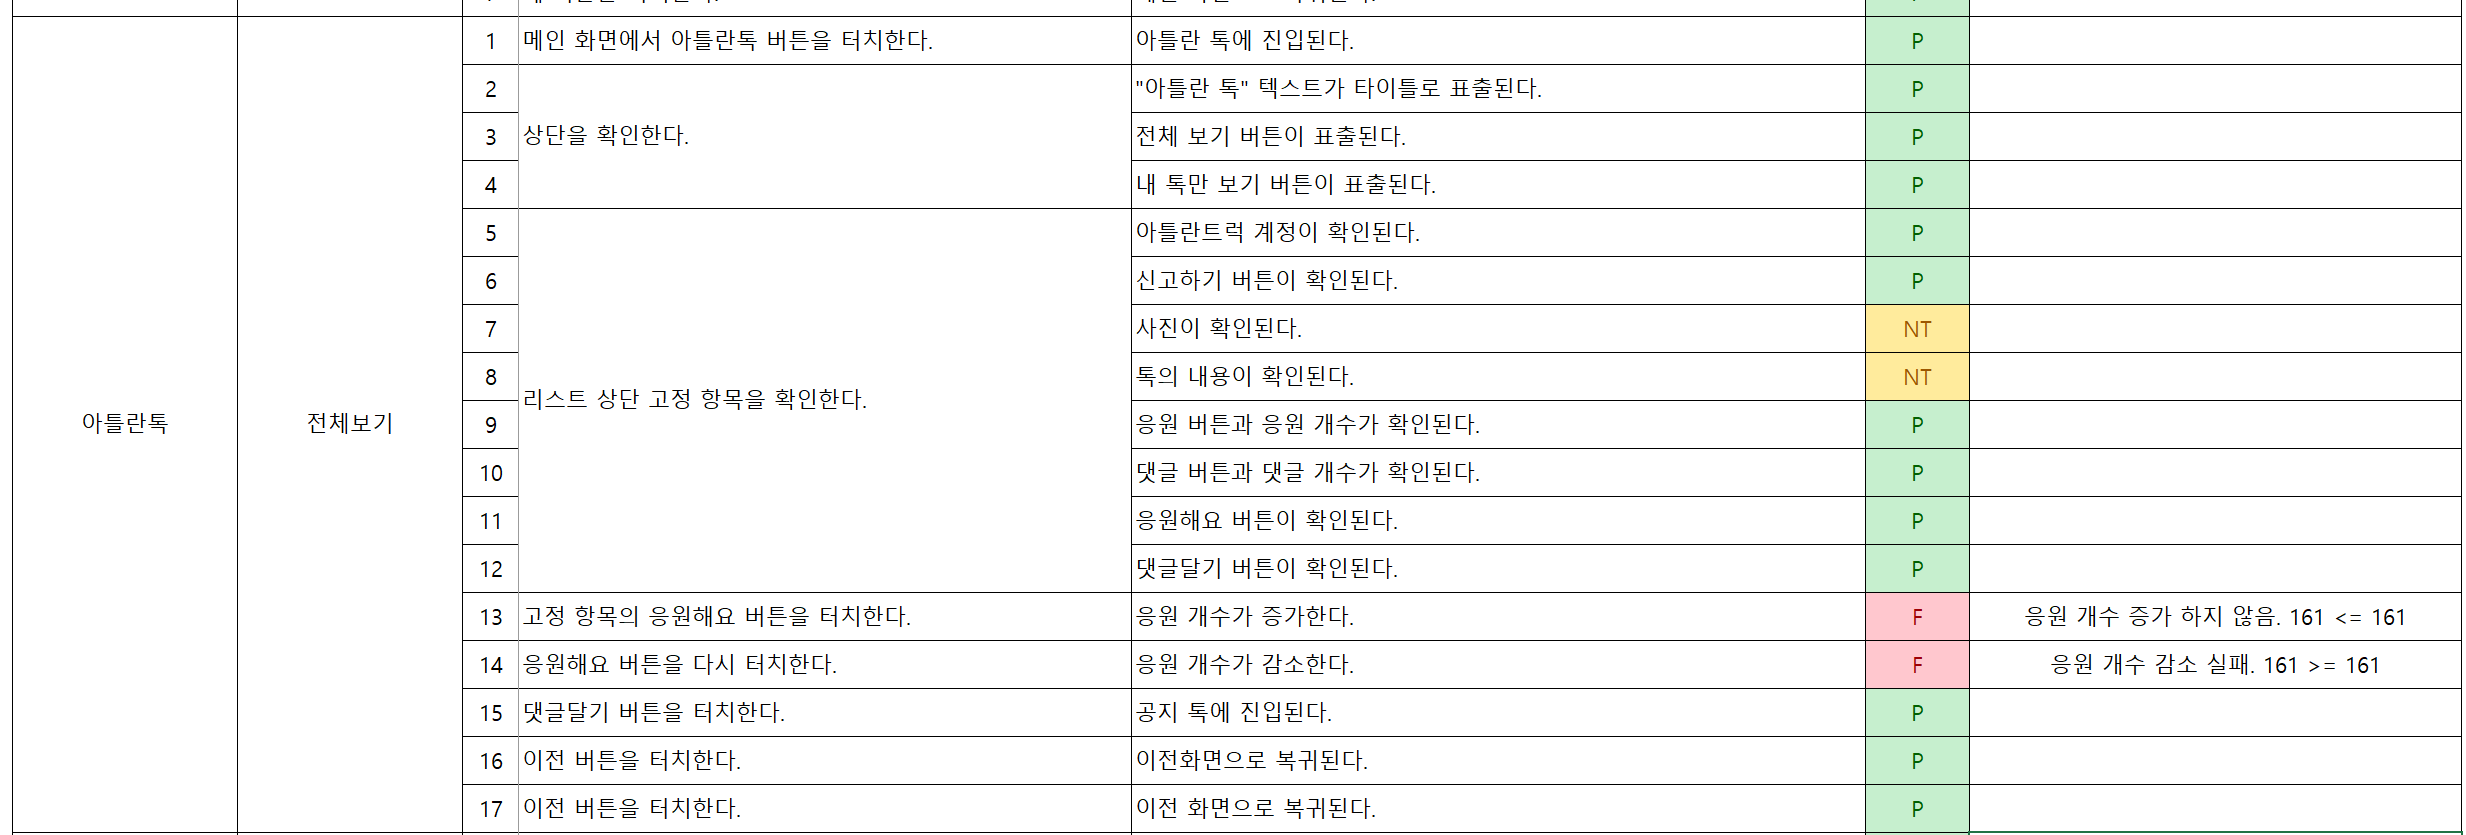 1 메인 화면에서 아틀란톡 버튼을 터치한다. 아틀란 톡에 진입된다. P
2 "아틀란 톡" 텍스트가 타이틀로 표출된다. P
3 상단을 확인한다. 전체 보기 버튼이 표출된다. P
4 내 톡만 보기 버튼이 표출된다. P
5 아틀란트럭 계정이 확인된다. P
6 신고하기 버튼이 확인된다. P
7 사진이 확인된다. NT
8 톡의 내용이 확인된다. NT
리스트 상단 고정 항목을 확인한다.
아틀란톡 전체보기 9 응원 버튼과 응원 개수가 확인된다. P
10 댓글 버튼과 댓글 개수가 확인된다. P
11 응원해요 버튼이 확인된다. P
12 댓글달기 버튼이 확인된다. P
13 고정 항목의 응원해요 버튼을 터치한다. 응원 개수가 증가한다. F 응원 개수 증가 하지 않음. 161 <= 161
14 응원해요 버튼을 다시 터치한다. 응원 개수가 감소한다. F 응원 개수 감소 실패. 161 >= 161
15 댓글달기 버튼을 터치한다. 공지 톡에 진입된다. P
16 이전 버튼을 터치한다. 이전화면으로 복귀된다. P
17 이전 버튼을 터치한다. 이전 화면으로 복귀된다. P